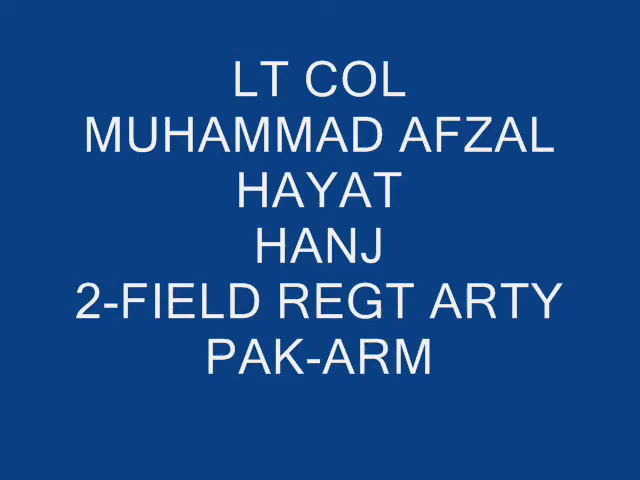 LT COL
MUHAMMAD AFZAL
HAYAT
HANJ
2-FIELD REGT ARTY
PAK-ARM